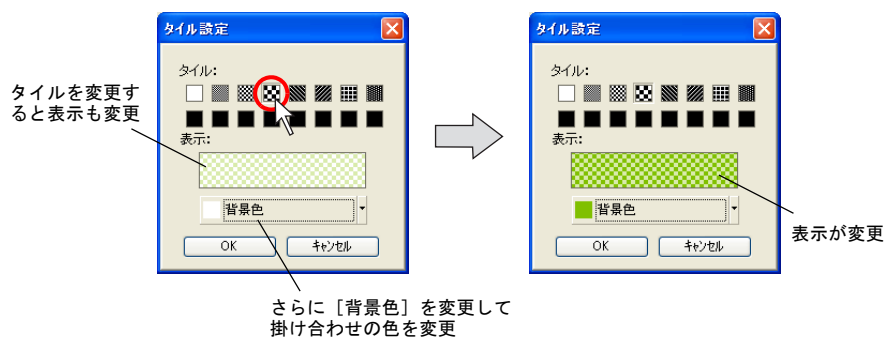 タイル設定
タイル:
タイルを変更す
ると表示も変更
表示:
背景色
OK
キャンセル
さらに［背景色］を変更して
掛け合わせの色を変更
タイル設定
タイル:
表示:
背景色
OK
キャンセル
表示が変更